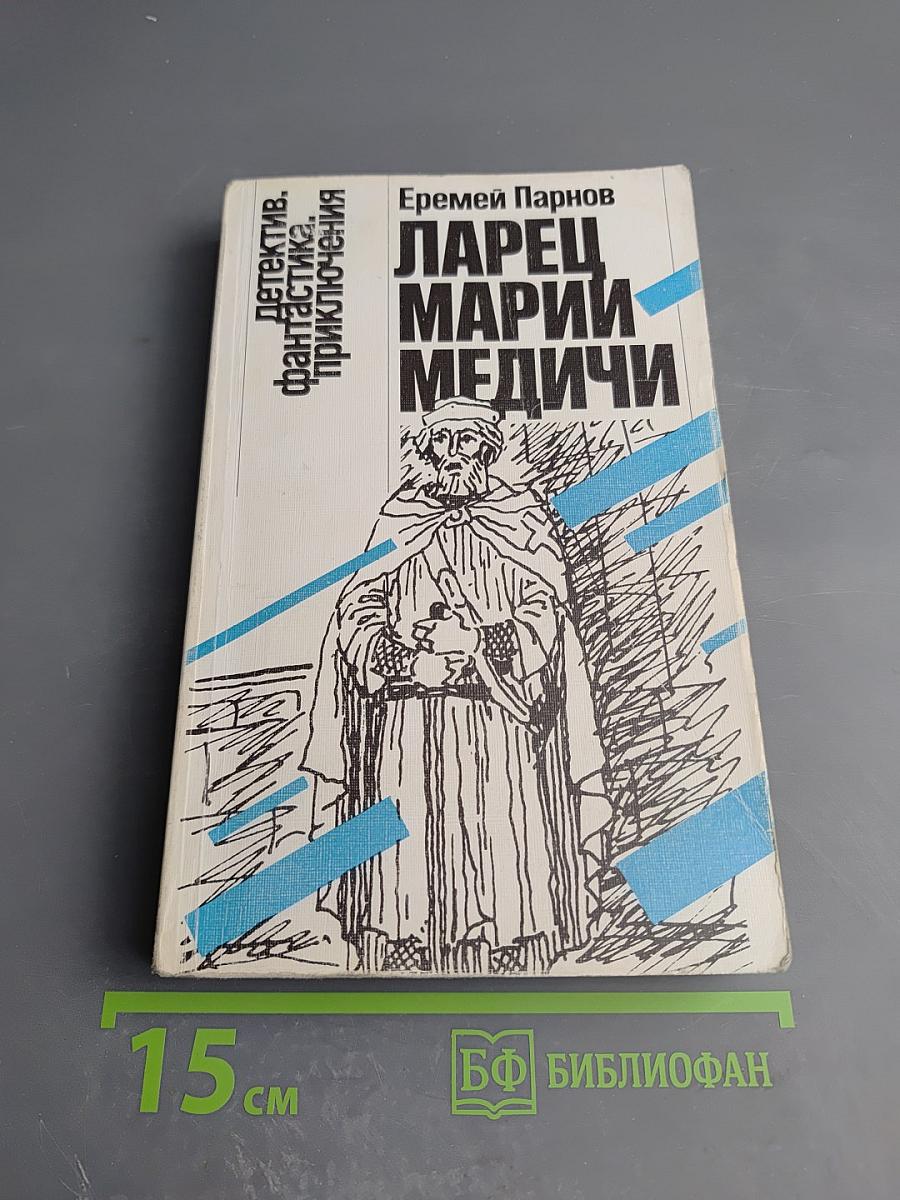 Детектив.
фантастика.
приключения
Еремей Парнов
ЛАРЕЦ
МАРИИ
МЕДИЧИ
15 см
БФ БИБЛИОФАН